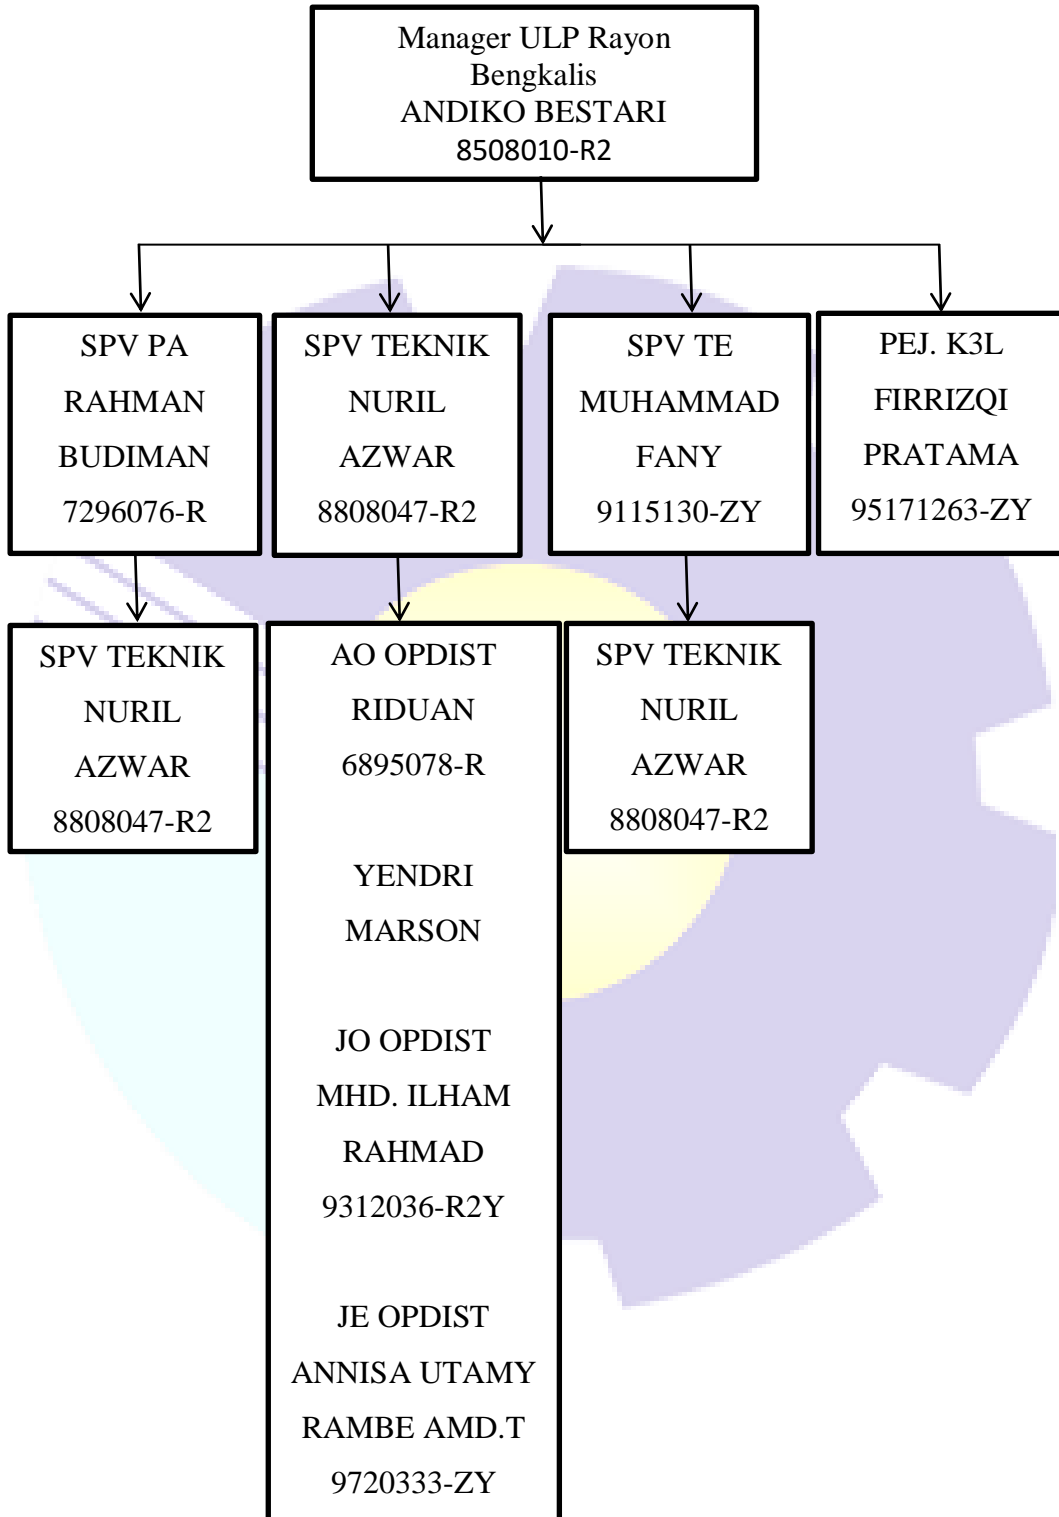 Manager ULP Rayon
Bengkalis
ANDIKO BESTARI
8508010-R2
SPV PA
RAHMAN
BUDIMAN
7296076-R
SPV TEKNIK
NURIL
AZWAR
8808047-R2
SPV TE
MUHAMMAD
FANY
9115130-ZY
PEJ. K3L
FIRRIZQI
PRATAMA
95171263-ZY
SPV TEKNIK
NURIL
AZWAR
8808047-R2
AO OPDIST
RIDUAN
6895078-R
YENDRI
MARSON
JO OPDIST
MHD. ILHAM
RAHMAD
9312036-R2Y
JE OPDIST
ANNISA UTAMY
RAMBE AMD.T
9720333-ZY
SPV TEKNIK
NURIL
AZWAR
8808047-R2